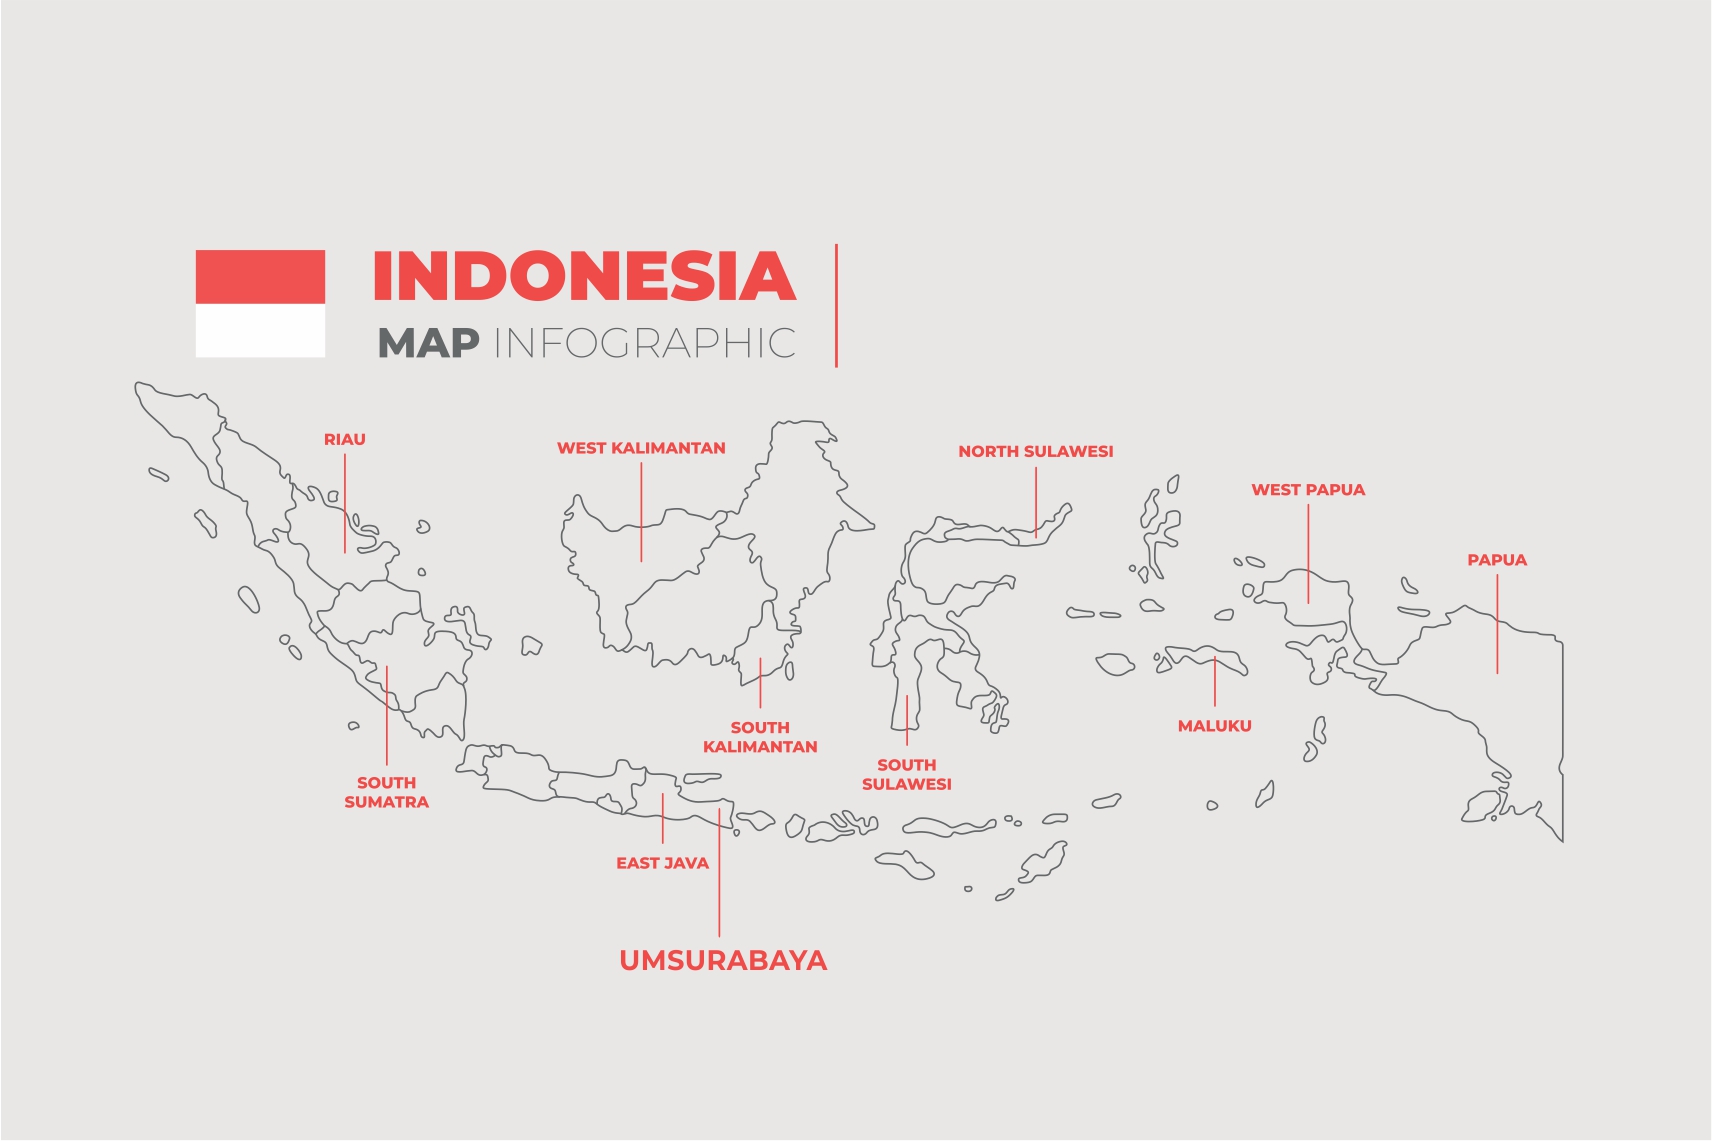 INDONESIA
MAP INFOGRAPHIC
RIAU
WEST KALIMANTAN
NORTH SULAWESI
WEST PAPUA
PAPUA
SOUTH
KALIMANTAN
MALUKU
SOUTH
SULAWESI
SOUTH
SUMATRA
EAST JAVA
UMSURABAYA